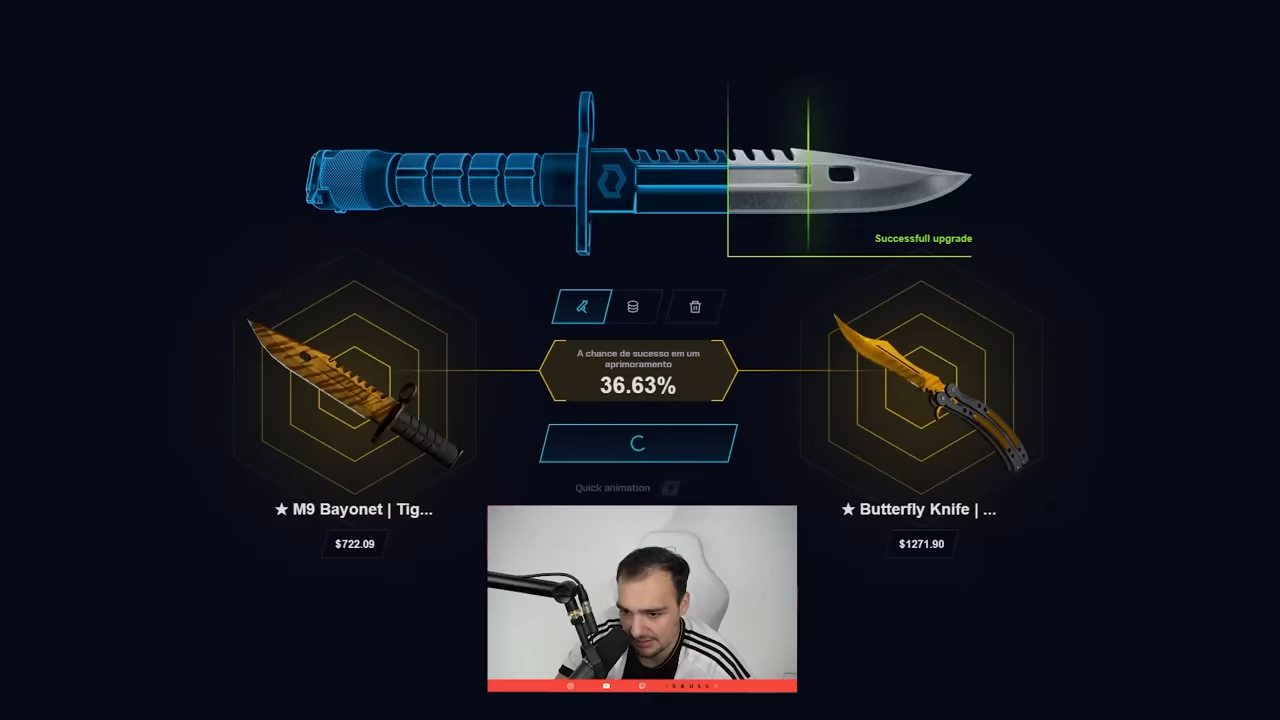 Successfull upgrade
A chance de sucesso em um
aprimoramento
36.63%
Quick animation
★ M9 Bayonet | Tig...
★ Butterfly Knife | ...
$722.09
$1271.90